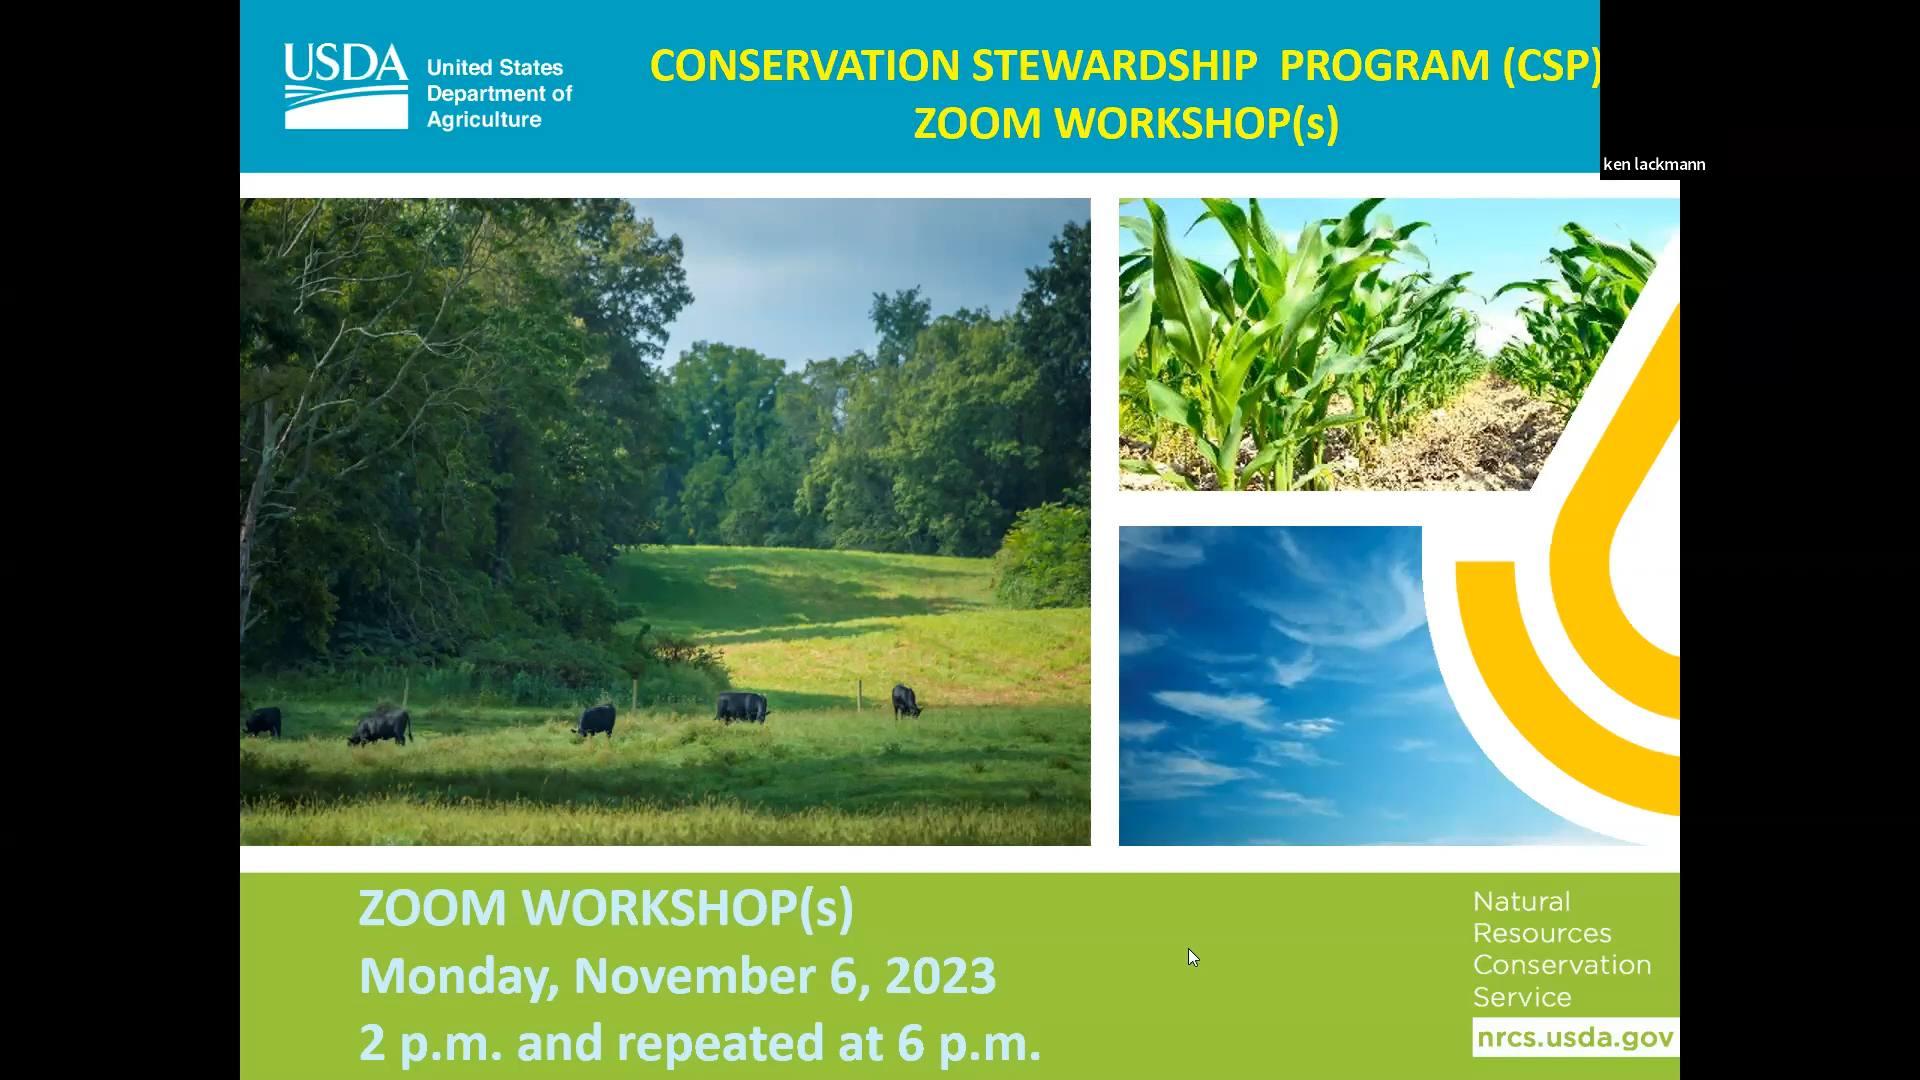 USDA
United States
Department of
Agriculture
CONSERVATION STEWARDSHIP PROGRAM (CSP)
ZOOM WORKSHOP(s)
ken lackmann
ZOOM WORKSHOP(s)
Monday, November 6, 2023
2 p.m. and repeated at 6 p.m.
Natural
Resources
Conservation
Service
nrcs.usda.gov